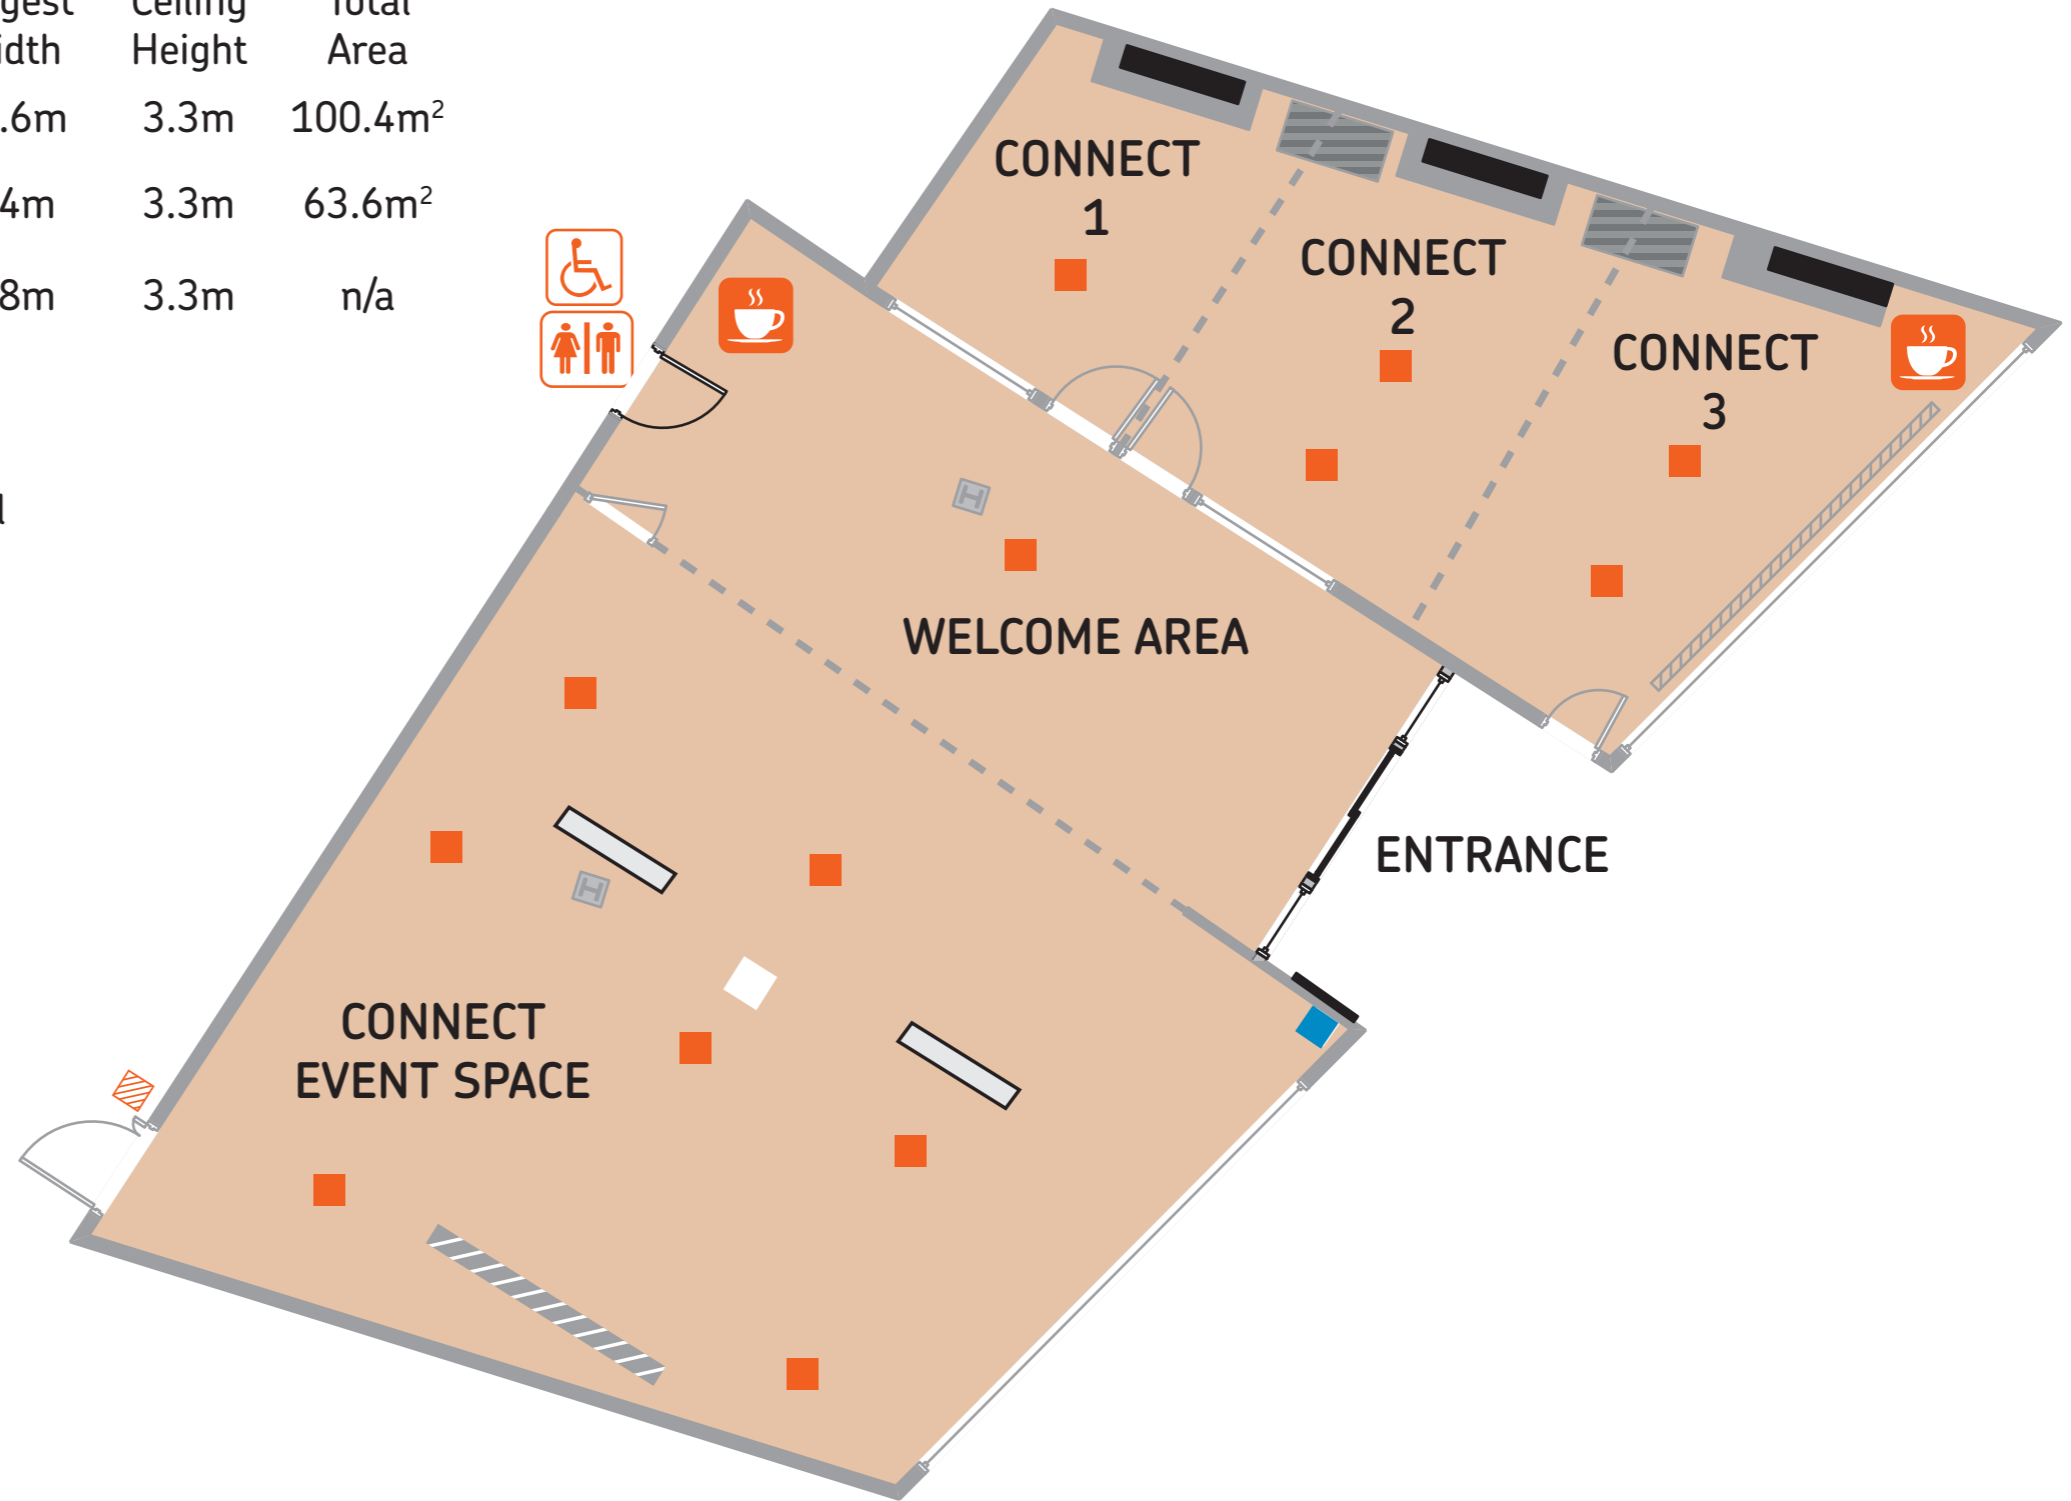 Ceiling Total
Height Area
.6m 3.3m 100.4m²
4m 3.3m 63.6m²
8m 3.3m n/a
CONNECT
1
CONNECT
2
CONNECT
3
WELCOME AREA
ENTRANCE
CONNECT
EVENT SPACE